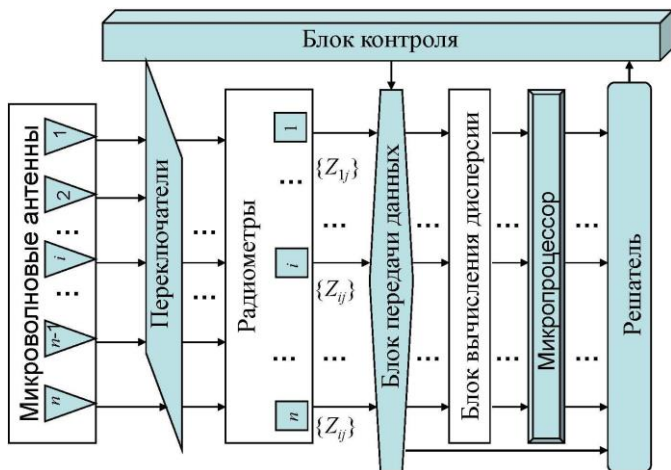 Блок контроля
Микроволновые антенны
1
2
i
...
n-1
n
Переключатели
...
...
Радиометры
1
...
i
...
n
{Z1j}
...
{Zij}
...
{Zij}
Блок передачи данных
...
...
Блок вычисления дисперсии
...
...
Микропроцессор
...
...
Решатель